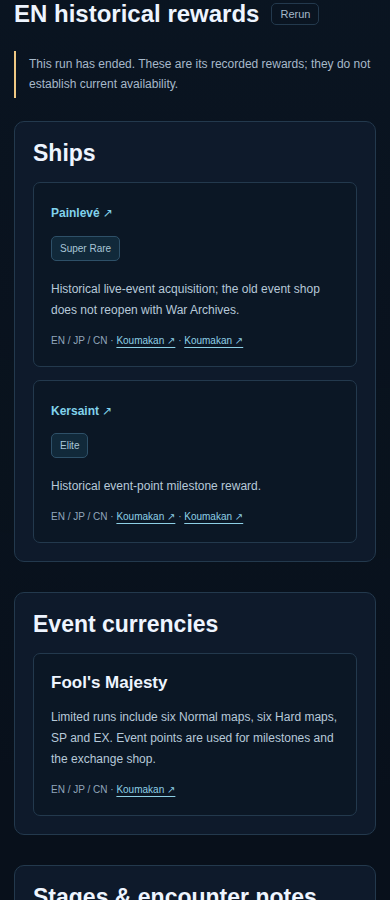 EN historical rewards Rerun
This run has ended. These are its recorded rewards; they do not
establish current availability.
Ships
Painlevé ↗
Super Rare
Historical live-event acquisition; the old event shop
does not reopen with War Archives.
EN / JP / CN · Koumakan ↗ · Koumakan ↗
Kersaint ↗
Elite
Historical event-point milestone reward.
EN / JP / CN · Koumakan ↗ · Koumakan ↗
Event currencies
Fool's Majesty
Limited runs include six Normal maps, six Hard maps,
SP and EX. Event points are used for milestones and
the exchange shop.
EN / JP / CN · Koumakan ↗
Stages & encounter notes